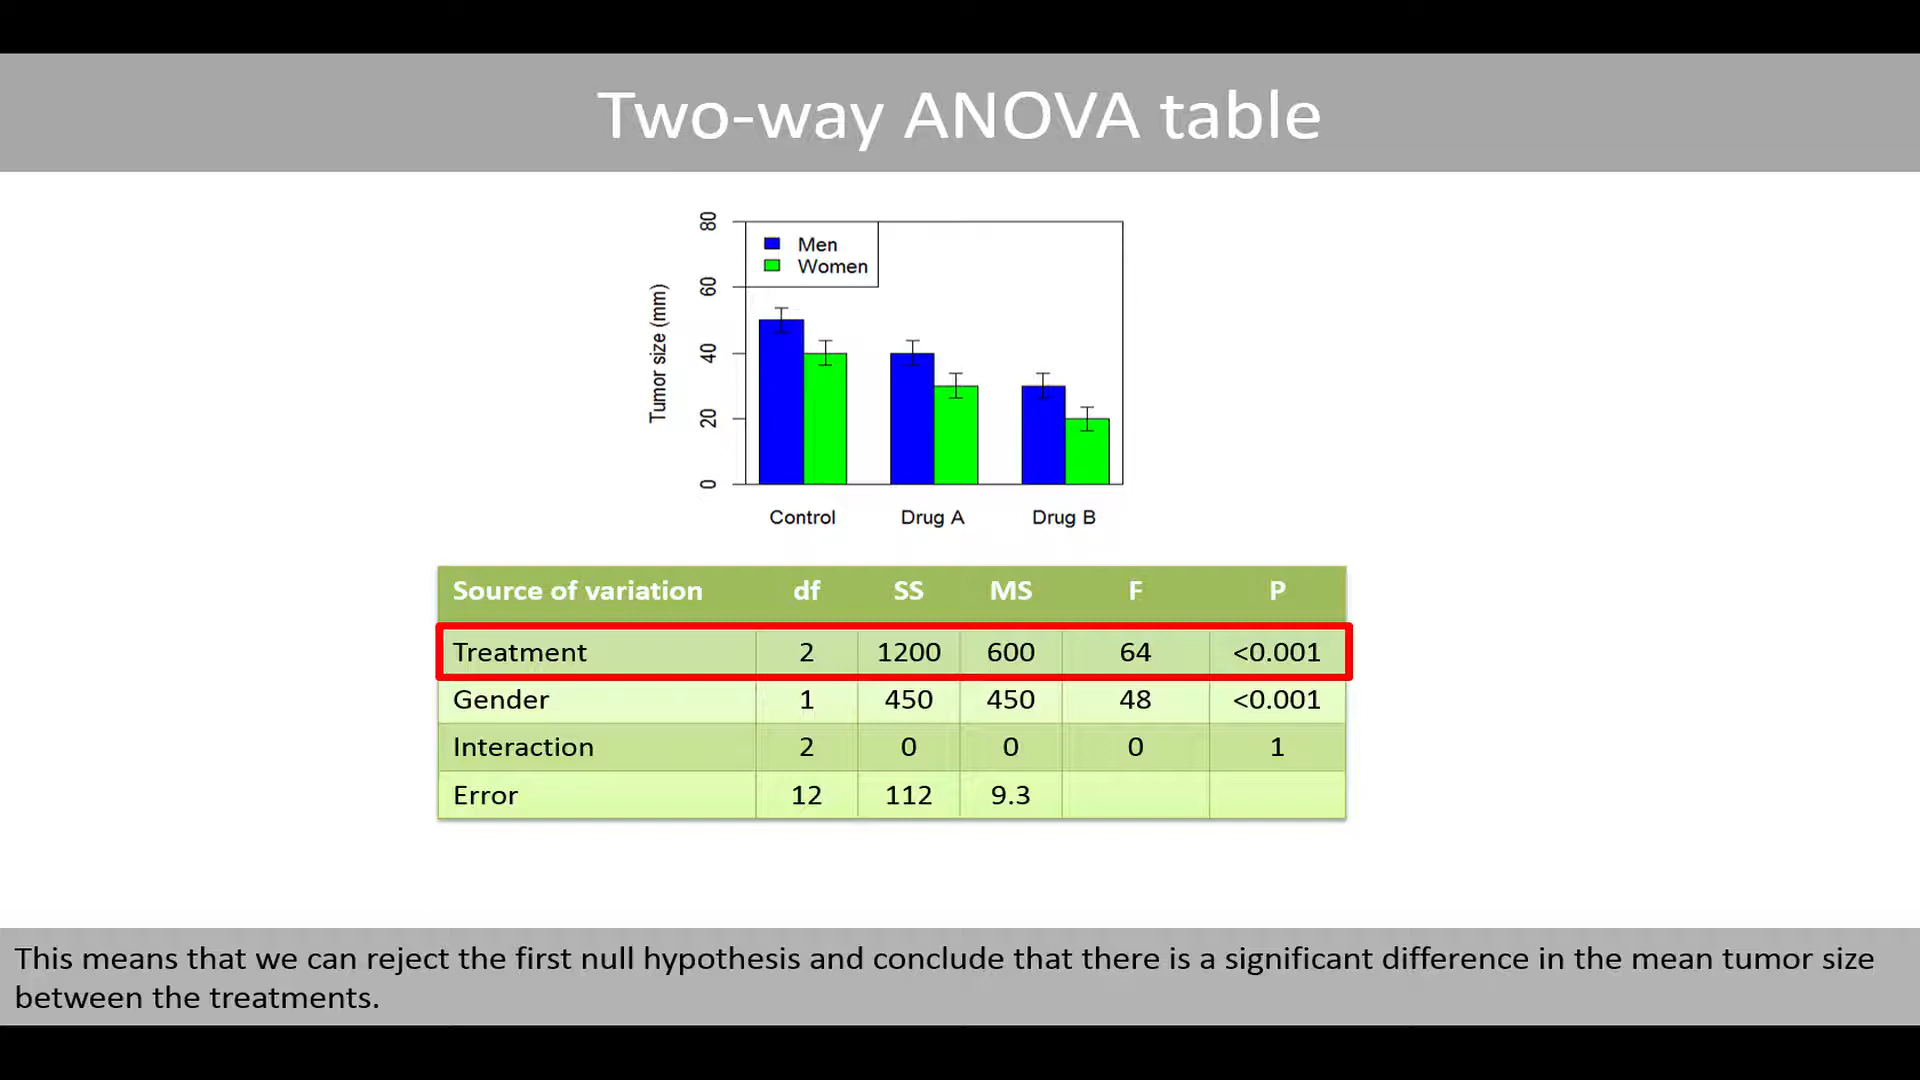 Two-way ANOVA table
80
60
40
20
0
Tumor size (mm)
Men
Women
Control Drug A Drug B
Source of variation df SS MS F P
Treatment 2 1200 600 64 <0.001
Gender 1 450 450 48 <0.001
Interaction 2 0 0 0 1
Error 12 112 9.3
This means that we can reject the first null hypothesis and conclude that there is a significant difference in the mean tumor size
between the treatments.